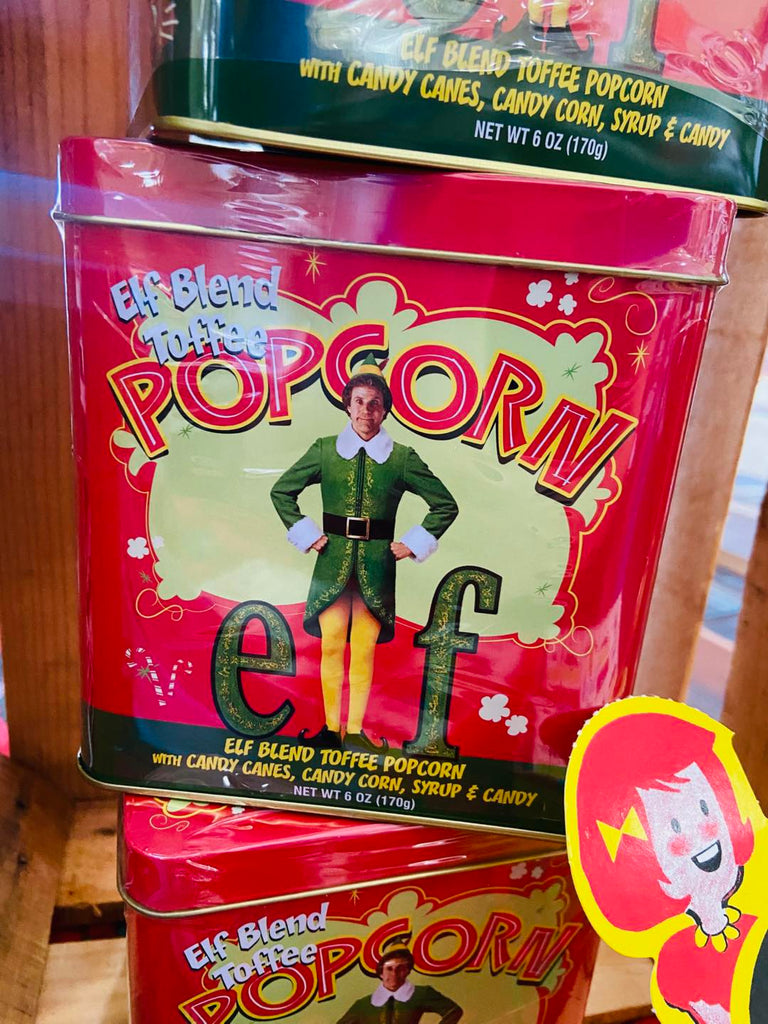 ELF BLEND TOFFEE POPCORN
WITH CANDY CANES, CANDY CORN, SYRUP & CANDY
NET WT 6 OZ (170g)
Elf Blend
Toffee
POPCORN
elf
ELF BLEND TOFFEE POPCORN
WITH CANDY CANES, CANDY CORN, SYRUP & CANDY
NET WT 6 OZ (170g)
Elf Blend
Toffee
POPCORN